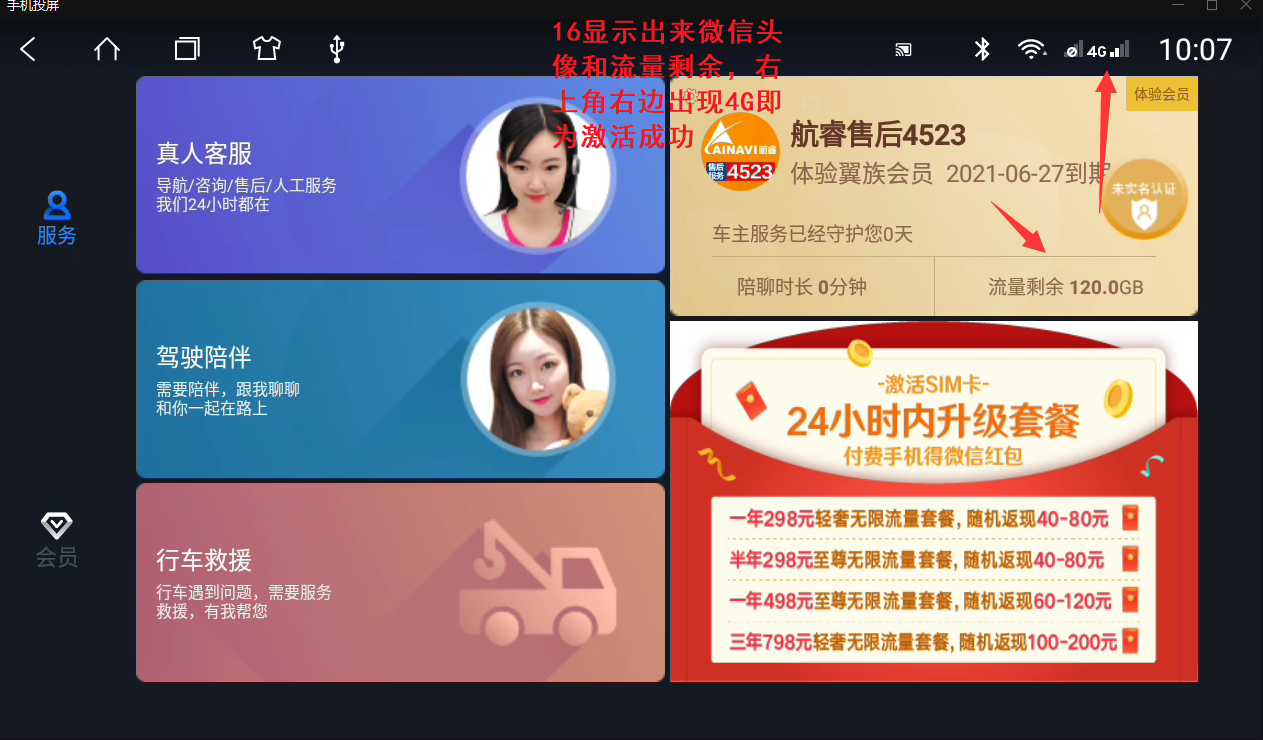 手机投屏
4G
10:07
16显示出来微信头
像和流量剩余，右
上角右边出现4G即
为激活成功
服务
会员
真人客服
导航/咨询/售后/人工服务
我们24小时都在
驾驶陪伴
需要陪伴，跟我聊聊
和你一起在路上
行车救援
行车遇到问题，需要服务
救援，有我帮您
体验会员
CAINAVI航睿
售后
服务 4523
航睿售后4523
体验翼族会员 2021-06-27到期
未实名认证
车主服务已经守护您0天
陪聊时长 0分钟
流量剩余 120.0GB
-激活SIM卡-
24小时内升级套餐
付费手机得微信红包
一年298元轻奢无限流量套餐，随机返现40-80元
半年298元至尊无限流量套餐，随机返现40-80元
一年498元至尊无限流量套餐，随机返现60-120元
三年798元轻奢无限流量套餐，随机返现100-200元